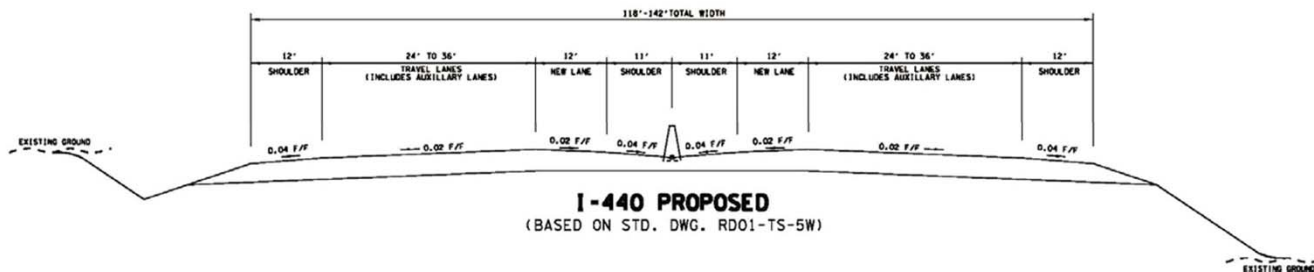 118'-142' TOTAL WIDTH
12' 24' TO 36' 12' 11' 11' 12' 24' TO 36' 12'
SHOULDER TRAVEL LANES NEW LANE SHOULDER SHOULDER NEW LANE TRAVEL LANES SHOULDER
(INCLUDES AUXILLARY LANES) (INCLUDES AUXILLARY LANES)
EXISTING GROUND
0.04 F/F 0.02 F/F 0.02 F/F 0.04 F/F 0.04 F/F 0.02 F/F 0.02 F/F 0.04 F/F
I-440 PROPOSED
(BASED ON STD. DWG. RD01-TS-5W)
EXISTING GROUND